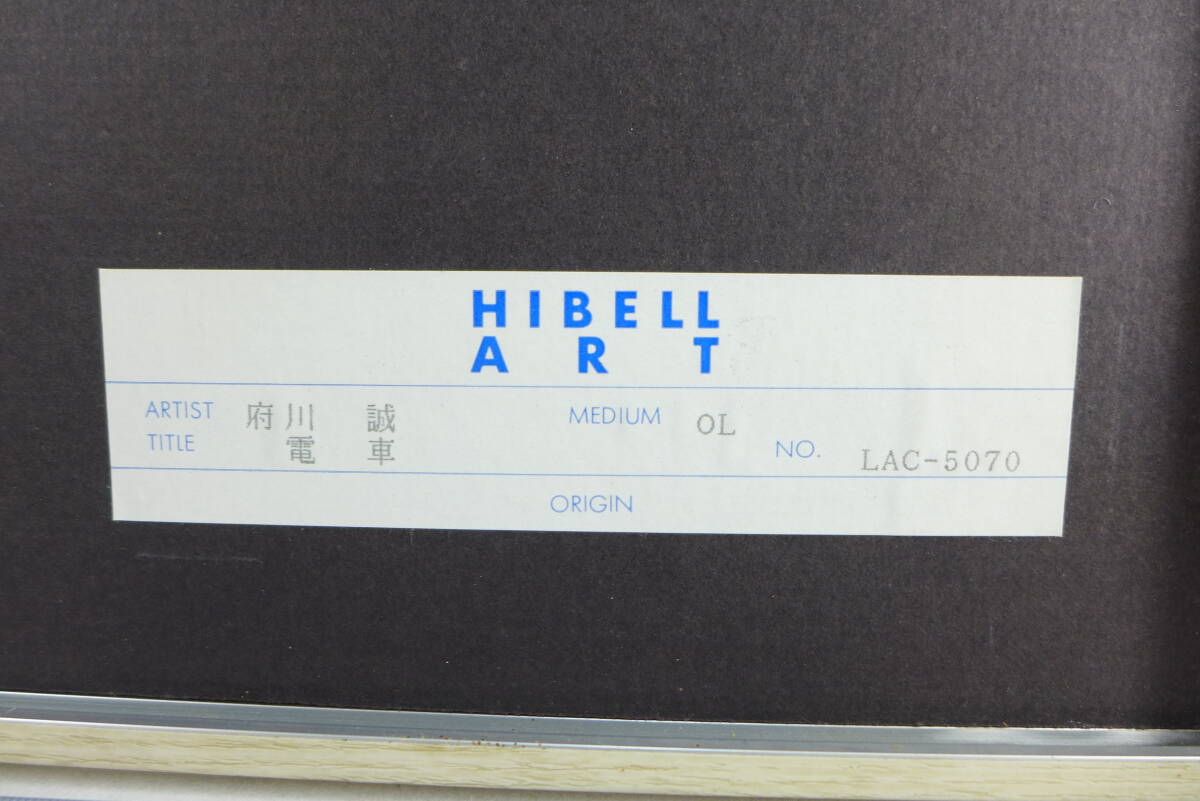 HIBELL
ART
ARTIST 府川 誠 MEDIUM OL
TITLE 電車 NO. LAC-5070
ORIGIN